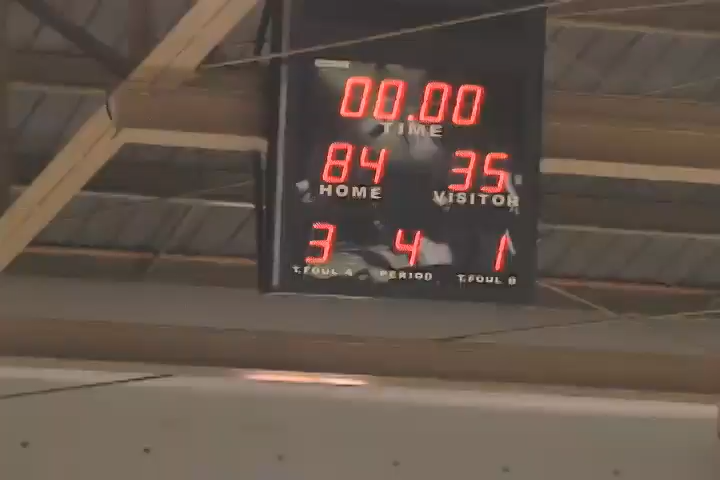 00.00
TIME
84 35
HOME VISITOR
3 4 1
T.FOUL A PERIOD T.FOUL B